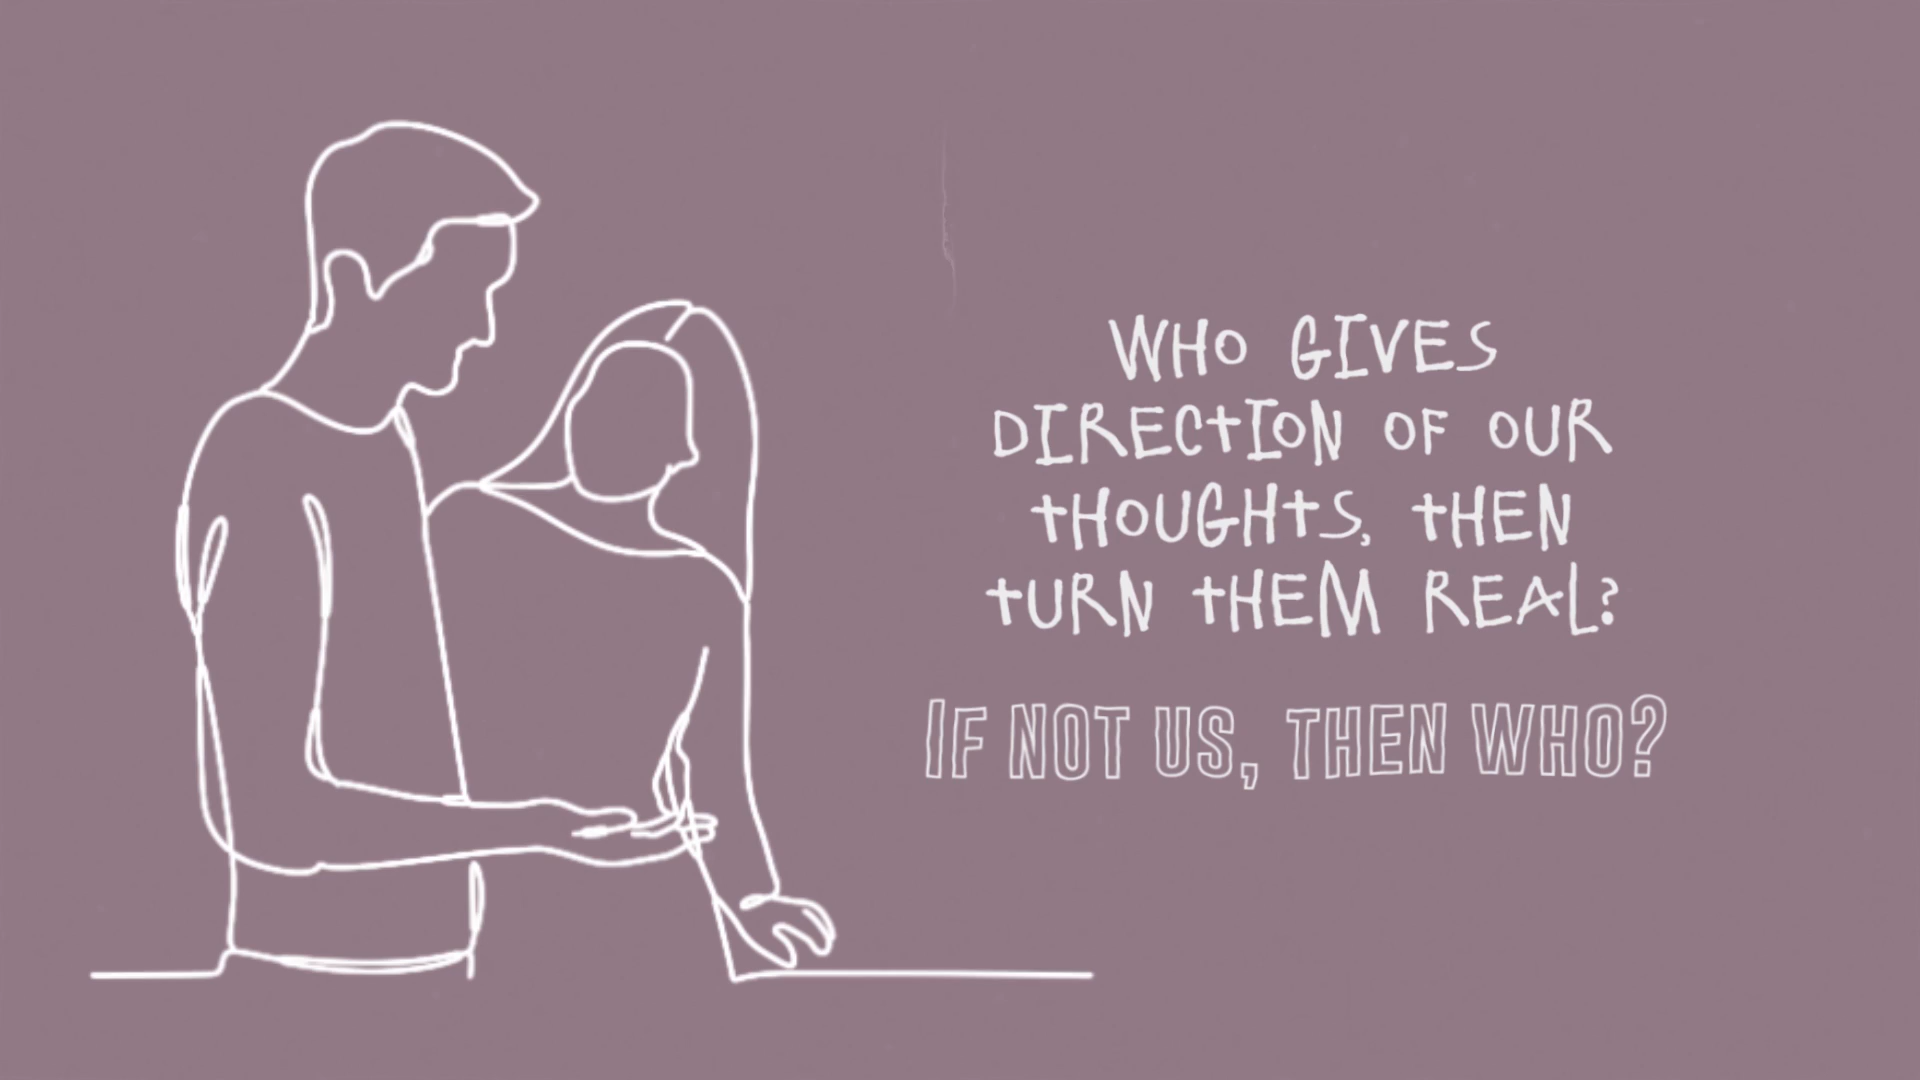 WHO GIVES
DIRECTION OF OUR
THOUGHTS, THEN
TURN THEM REAL?
IF NOT US, THEN WHO?